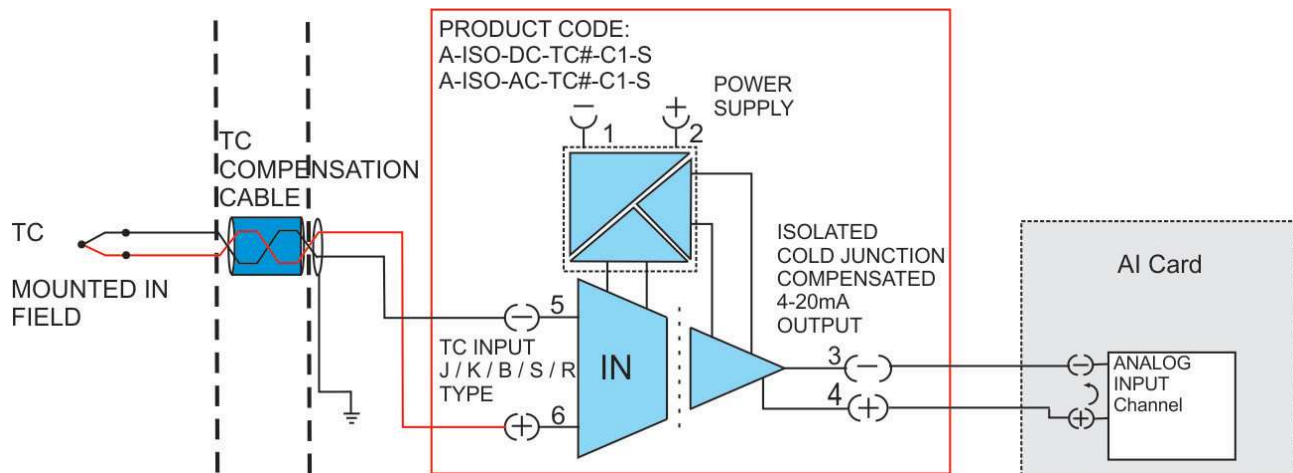 PRODUCT CODE:
A-ISO-DC-TC#-C1-S
A-ISO-AC-TC#-C1-S
POWER
SUPPLY
1
2
TC
COMPENSATION
CABLE
TC
MOUNTED IN
FIELD
5
TC INPUT
J / K / B / S / R
TYPE
6
IN
ISOLATED
COLD JUNCTION
COMPENSATED
4-20mA
OUTPUT
3
4
AI Card
ANALOG
INPUT
Channel